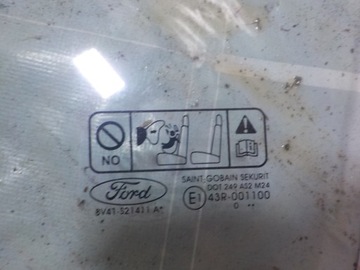 NO
Ford
SAINT GOBAIN SEKURIT
DOT 249 AS2 M24
8V41-S21411 A
E1 43R-001100